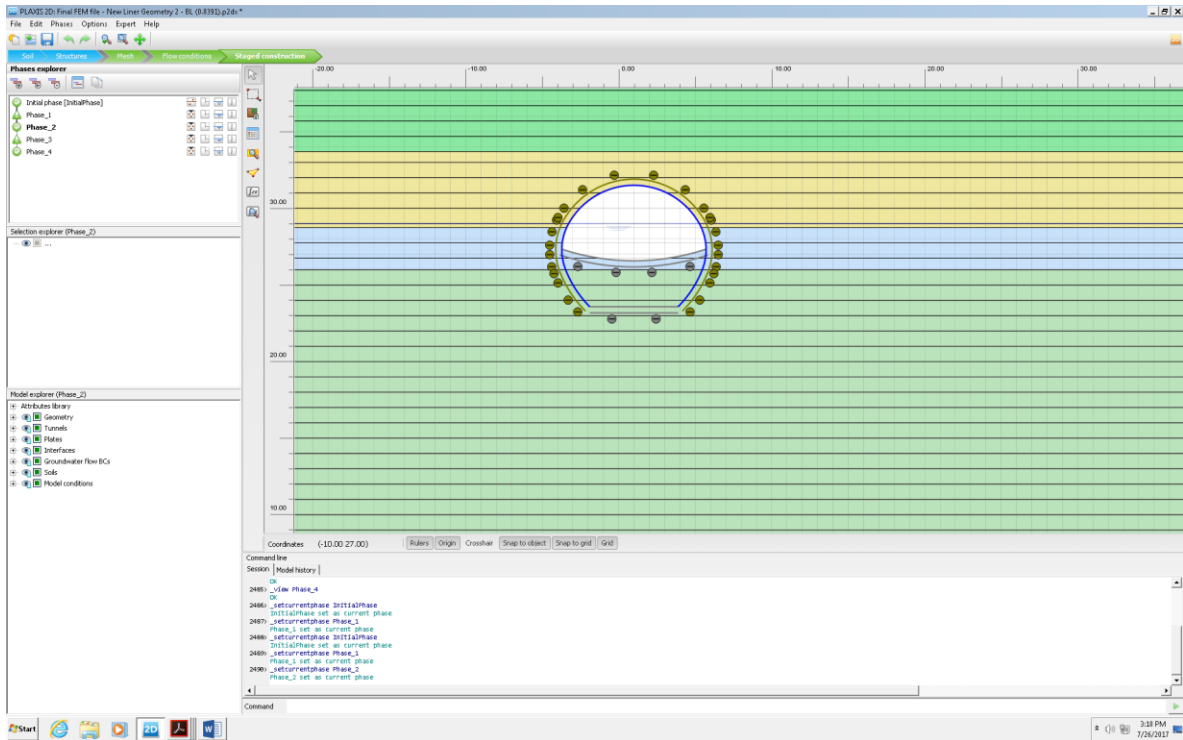 PLAXIS 2D: Final FEM file - New Liner Geometry 2 - BL (0.8391).p2dx *
File Edit Phases Options Expert Help
Soil Structures Mesh Flow conditions Staged construction
Phases explorer
Initial phase [InitialPhase]
Phase_1
Phase_2
Phase_3
Phase_4
Selection explorer (Phase_2)
...
Model explorer (Phase_2)
Attributes library
Geometry
Tunnels
Plates
Interfaces
Groundwater flow BCs
Soils
Model conditions
-20.00 -10.00 0.00 10.00 20.00 30.00
30.00
20.00
10.00
Coordinates (-10.00 27.00) Rulers Origin Crosshair Snap to object Snap to grid Grid
Command line
Session Model history
OK
2485> _view Phase_4
OK
2486> _setcurrentphase InitialPhase
InitialPhase set as current phase
2487> _setcurrentphase Phase_1
Phase_1 set as current phase
2488> _setcurrentphase InitialPhase
InitialPhase set as current phase
2489> _setcurrentphase Phase_1
Phase_1 set as current phase
2490> _setcurrentphase Phase_2
Phase_2 set as current phase
Command
Start 2D W
3:18 PM
7/26/2017